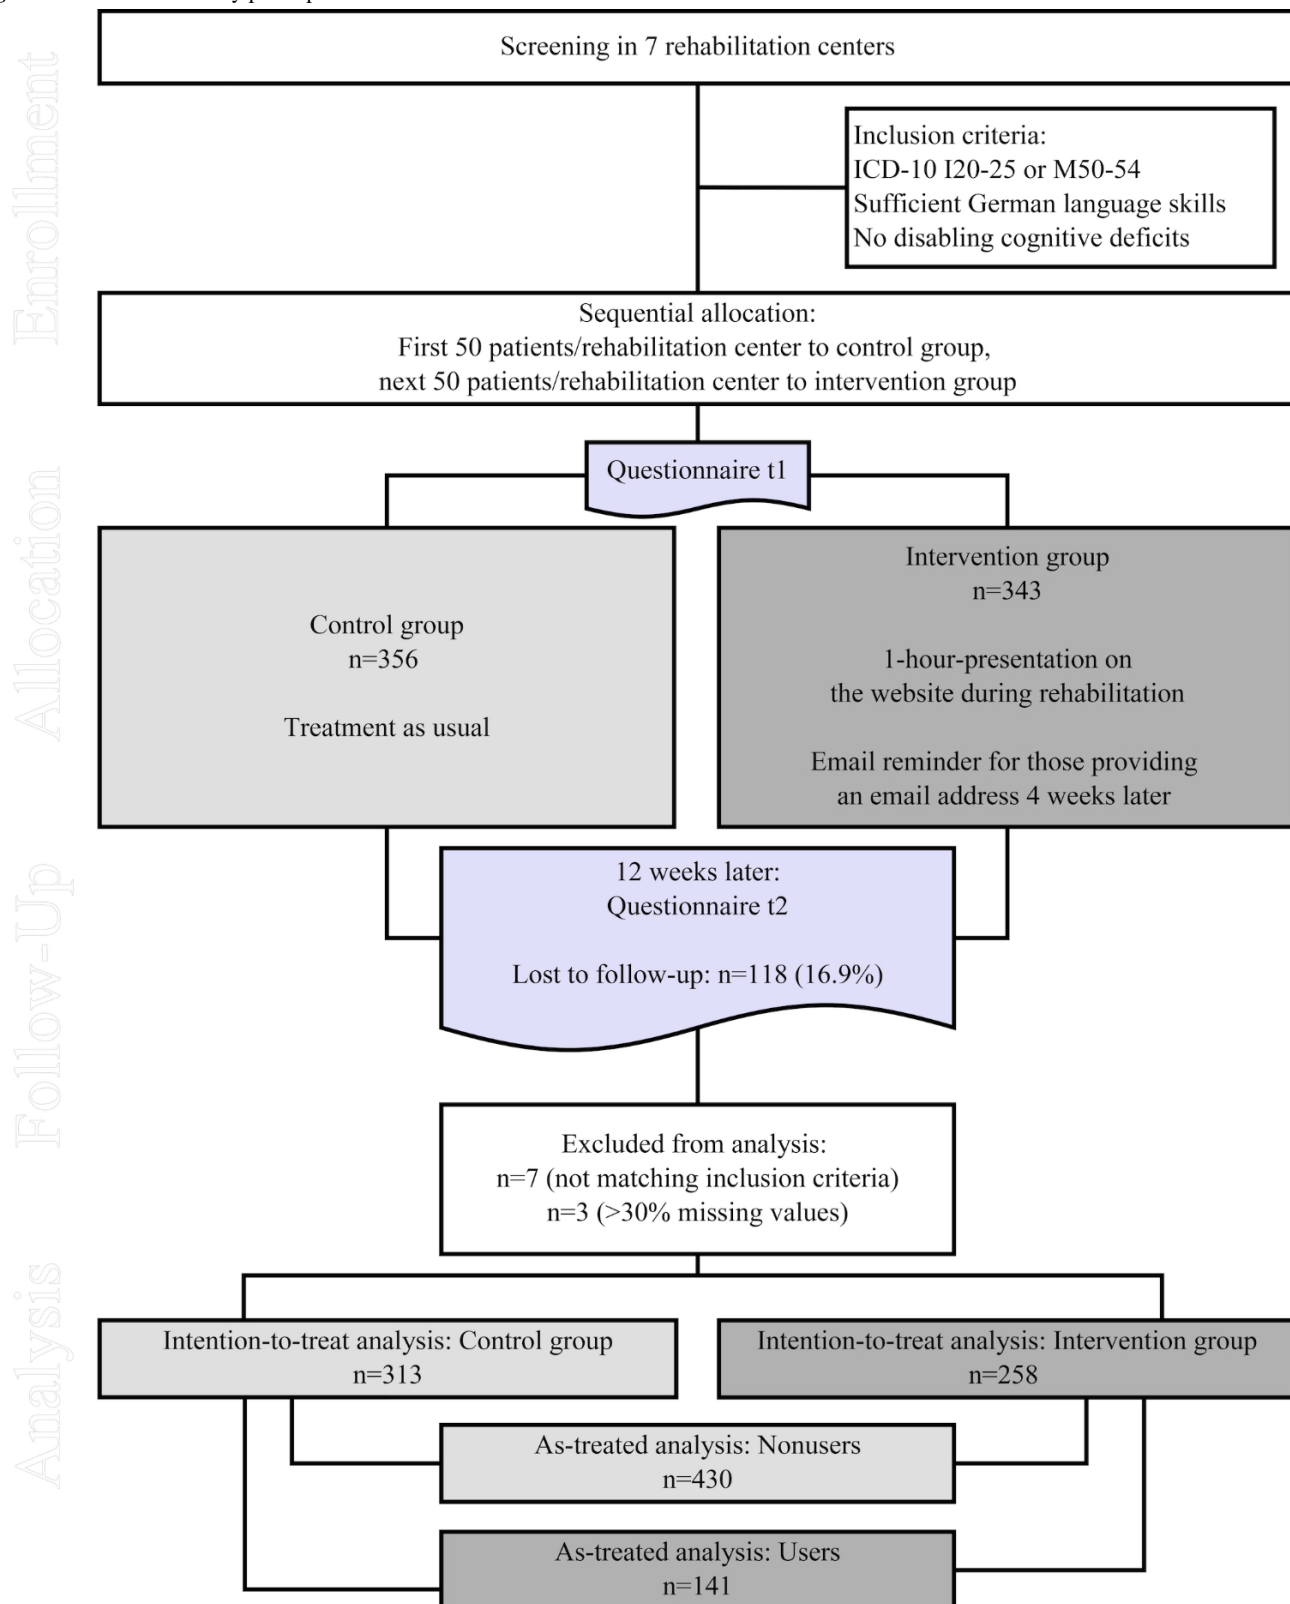 Screening in 7 rehabilitation centers
Enrollment
Inclusion criteria:
ICD-10 I20-25 or M50-54
Sufficient German language skills
No disabling cognitive deficits
Sequential allocation:
First 50 patients/rehabilitation center to control group,
next 50 patients/rehabilitation center to intervention group
Questionnaire t1
Allocation
Control group
n=356
Treatment as usual
Intervention group
n=343
1-hour-presentation on
the website during rehabilitation
Email reminder for those providing
an email address 4 weeks later
Follow-Up
12 weeks later:
Questionnaire t2
Lost to follow-up: n=118 (16.9%)
Excluded from analysis:
n=7 (not matching inclusion criteria)
n=3 (>30% missing values)
Analysis
Intention-to-treat analysis: Control group
n=313
Intention-to-treat analysis: Intervention group
n=258
As-treated analysis: Nonusers
n=430
As-treated analysis: Users
n=141